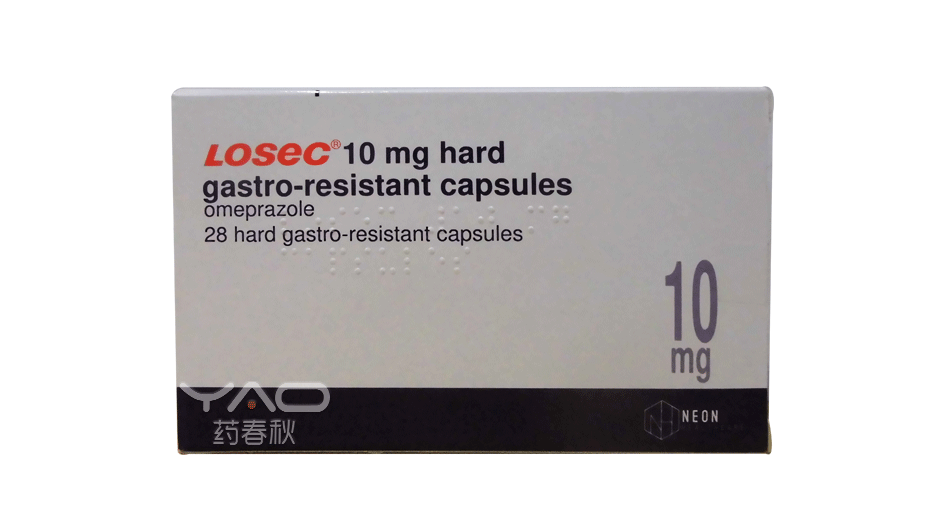 Losec® 10 mg hard
gastro-resistant capsules
omeprazole
28 hard gastro-resistant capsules
10
mg
YAO
药春秋
NH NEON